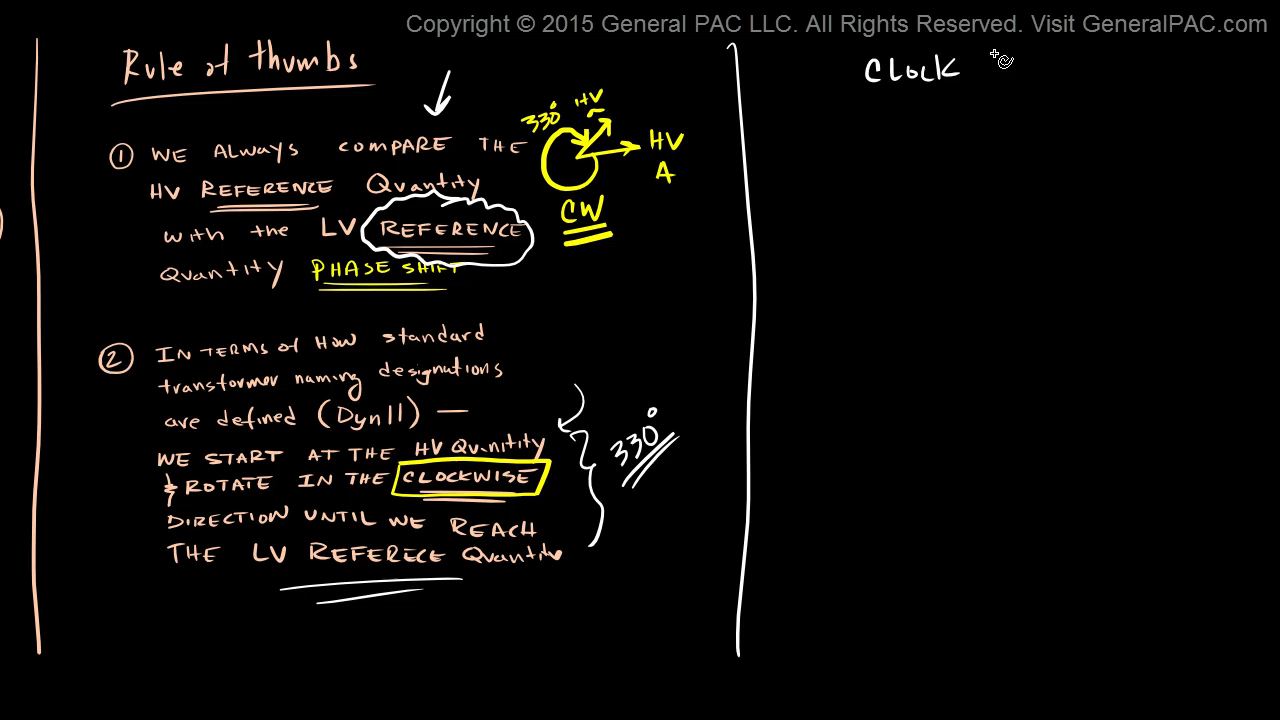 Copyright © 2015 General PAC LLC. All Rights Reserved. Visit GeneralPAC.com
Rule of thumbs
① WE ALWAYS COMPARE THE
HV REFERENCE Quantity
with the LV REFERENCE
Quantity PHASE SHIFT
330°
HV
HV
A
CW
② IN TERMS of HOW standard
transformer naming designations
are defined (Dyn11) —
WE START AT THE HV Qunitity
& ROTATE IN THE CLOCKWISE
DIRECTION UNTIL WE REACH
THE LV REFERECE Quantity
330°
CLOCK